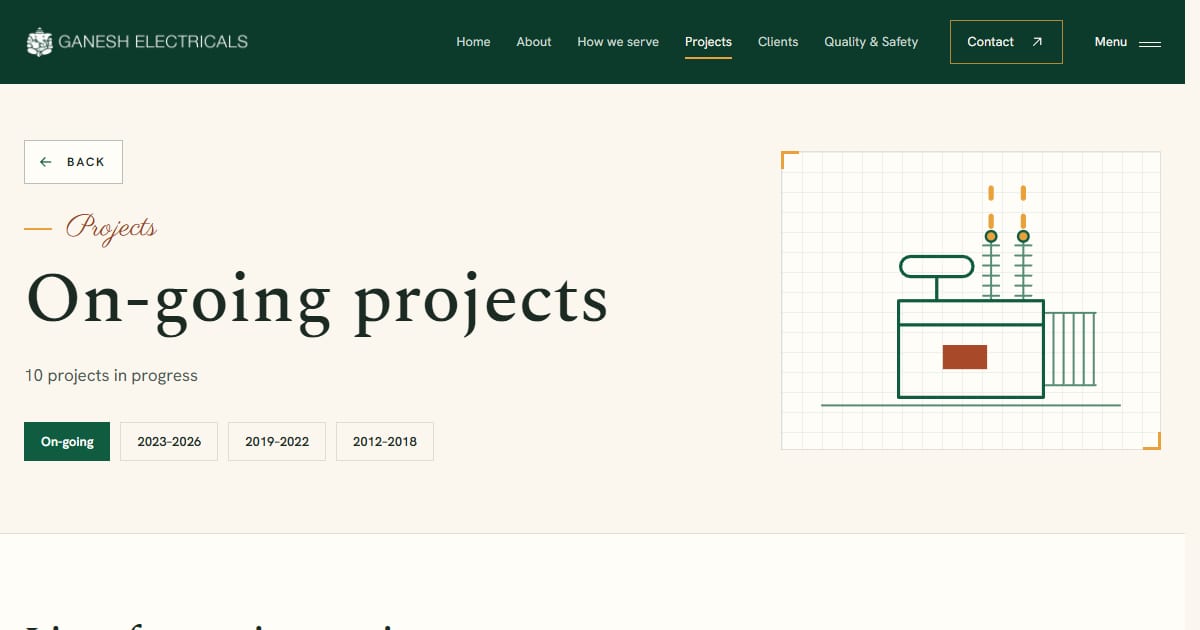 GANESH ELECTRICALS
Home About How we serve Projects Clients Quality & Safety Contact Menu
BACK
Projects
On-going projects
10 projects in progress
On-going 2023-2026 2019-2022 2012-2018